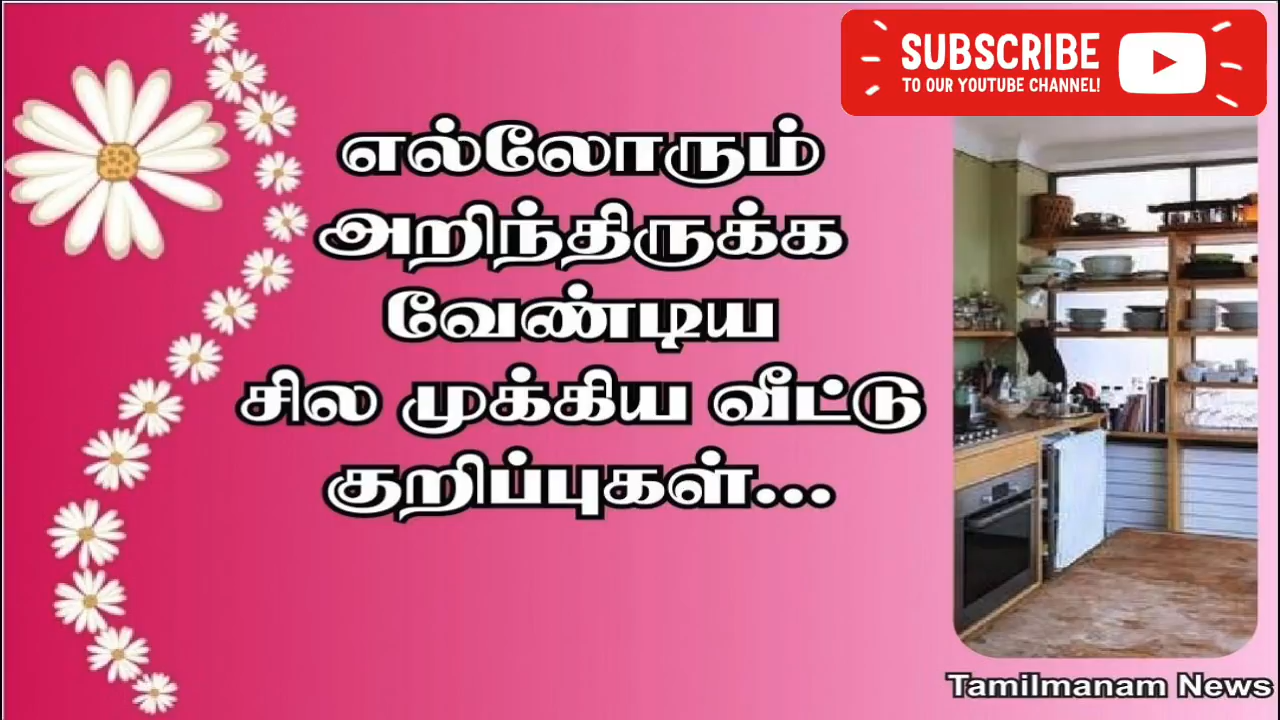 SUBSCRIBE
TO OUR YOUTUBE CHANNEL!
எல்லோரும்
அறிந்திருக்க
வேண்டிய
சில முக்கிய வீட்டு
குறிப்புகள்...
Tamilmanam News